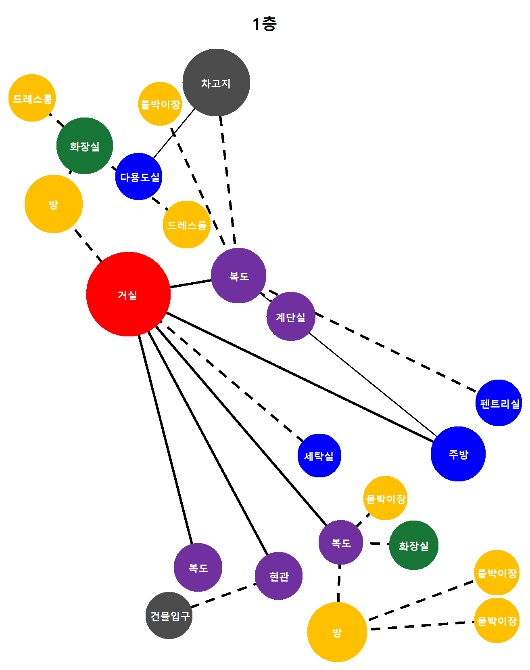 1층
차고지
드레스룸
붙박이장
화장실
다용도실
방
드레스룸
복도
거실
계단실
펜트리실
주방
세탁실
붙박이장
복도
화장실
복도
현관
붙박이장
건물입구
붙박이장
방